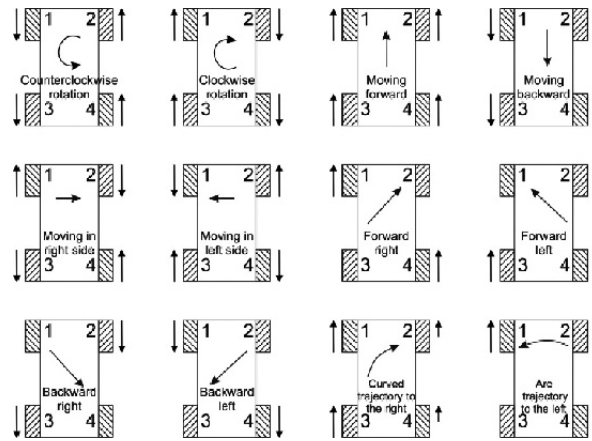 1 2
Counterclockwise
rotation
3 4
1 2
Clockwise
rotation
3 4
1 2
Moving
forward
3 4
1 2
Moving
backward
3 4
1 2
Moving in
right side
3 4
1 2
Moving in
left side
3 4
1 2
Forward
right
3 4
1 2
Forward
left
3 4
1 2
Backward
right
3 4
1 2
Backward
left
3 4
1 2
Curved
trajectory to
the right
3 4
1 2
Arc
trajectory
to the left
3 4